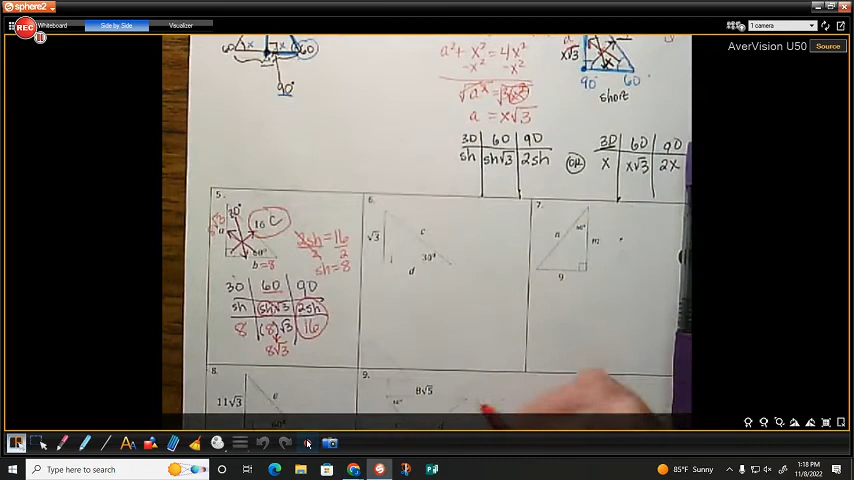 sphere2
Whiteboard
Side by Side
Visualizer
REC
1 camera
AverVision U50
Source
60 x x 60
90°
a² + x² = 4x²
-x² -x²
a = x√3
x√3
90° 60
short
30 60 90
sh sh√3 2sh
OR
30 60 90
x x√3 2x
5.
30°
a
16 C
60°
b=8
2sh = 16
2 2
sh = 8
30 60 90
sh sh√3 2sh
8 (8)√3 16
8√3
6.
√3
c
30°
d
7.
n
m
9
8.
11√3
e
60°
9.
8√5
d
Type here to search
85°F Sunny
1:18 PM
11/8/2022